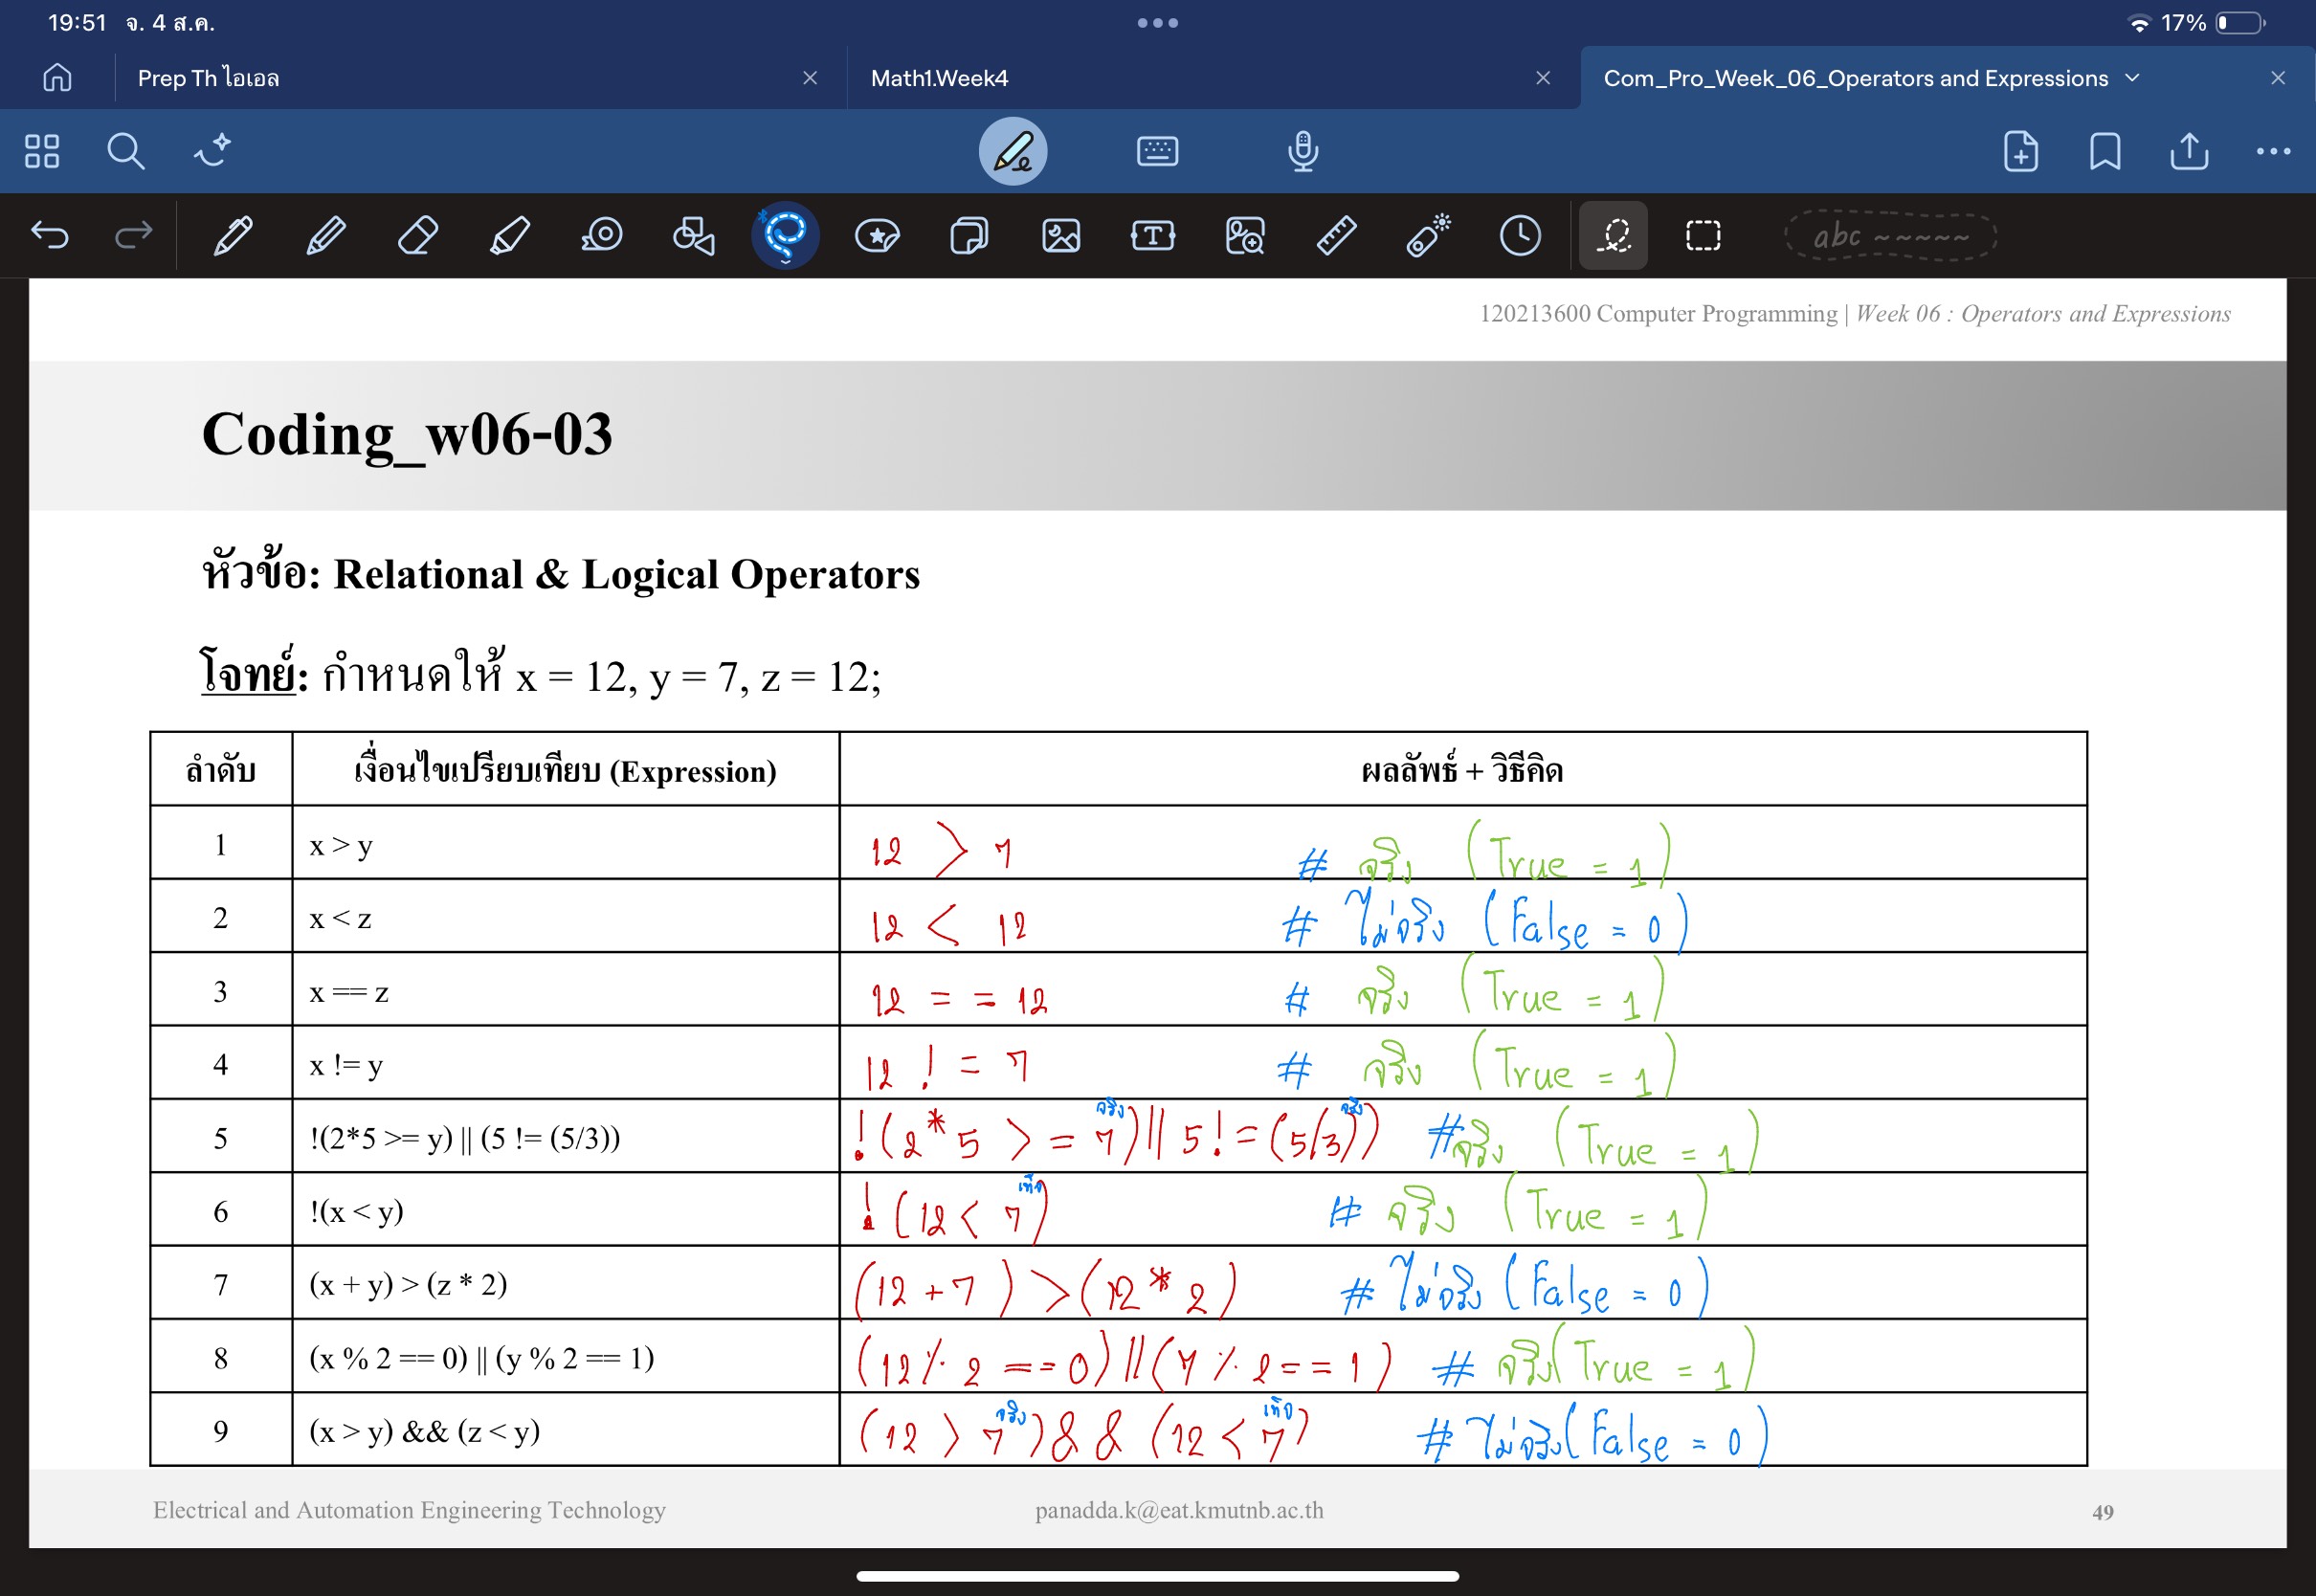 19:51 จ. 4 ส.ค.
17%
Prep Th ไอเอล
Math1.Week4
Com_Pro_Week_06_Operators and Expressions
abc ~~~~~
120213600 Computer Programming | Week 06 : Operators and Expressions
Coding_w06-03
หัวข้อ: Relational & Logical Operators
โจทย์: กำหนดให้ x = 12, y = 7, z = 12;
ลำดับ เงื่อนไขเปรียบเทียบ (Expression) ผลลัพธ์ + วิธีคิด
1 x > y 12 > 7 # จริง (True = 1)
2 x < z 12 < 12 # ไม่จริง (False = 0)
3 x == z 12 = = 12 # จริง (True = 1)
4 x != y 12 ! = 7 # จริง (True = 1)
จริง จริง
5 !(2*5 >= y) || (5 != (5/3)) !(2*5 > = 7)|| 5!=(5/3)) # จริง (True = 1)
เท็จ
6 !(x < y) ! (12 < 7) # จริง (True = 1)
7 (x + y) > (z * 2) (12 + 7) > (12 * 2) # ไม่จริง (False = 0)
8 (x % 2 == 0) || (y % 2 == 1) (12 % 2 == 0) || (7 % 2 == 1) # จริง (True = 1)
จริง เท็จ
9 (x > y) && (z < y) (12 > 7) && (12 < 7) # ไม่จริง (False = 0)
Electrical and Automation Engineering Technology panadda.k@eat.kmutnb.ac.th 49